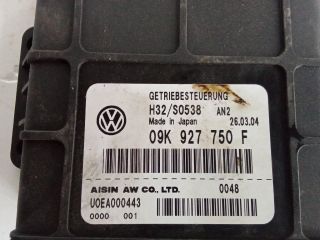 GETRIEBESTEUERUNG
H32/S0538 AN2
Made in Japan 26.03.04
09K 927 750 F
AISIN AW CO., LTD. 0048
U0EA000443
0000 001